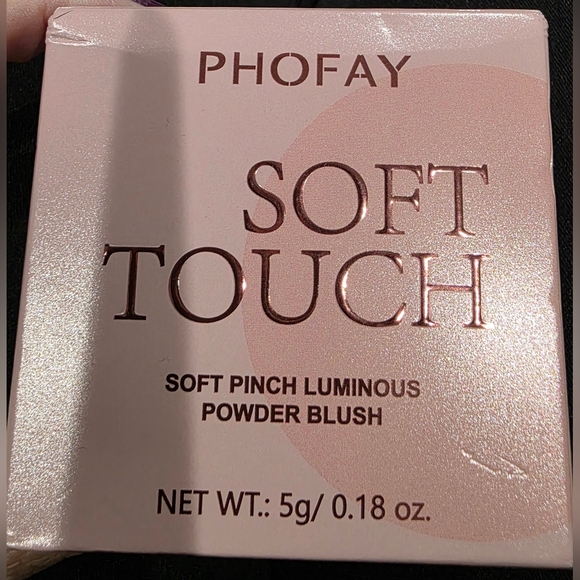 PHOFAY
SOFT
TOUCH
SOFT PINCH LUMINOUS
POWDER BLUSH
NET WT.: 5g/ 0.18 oz.